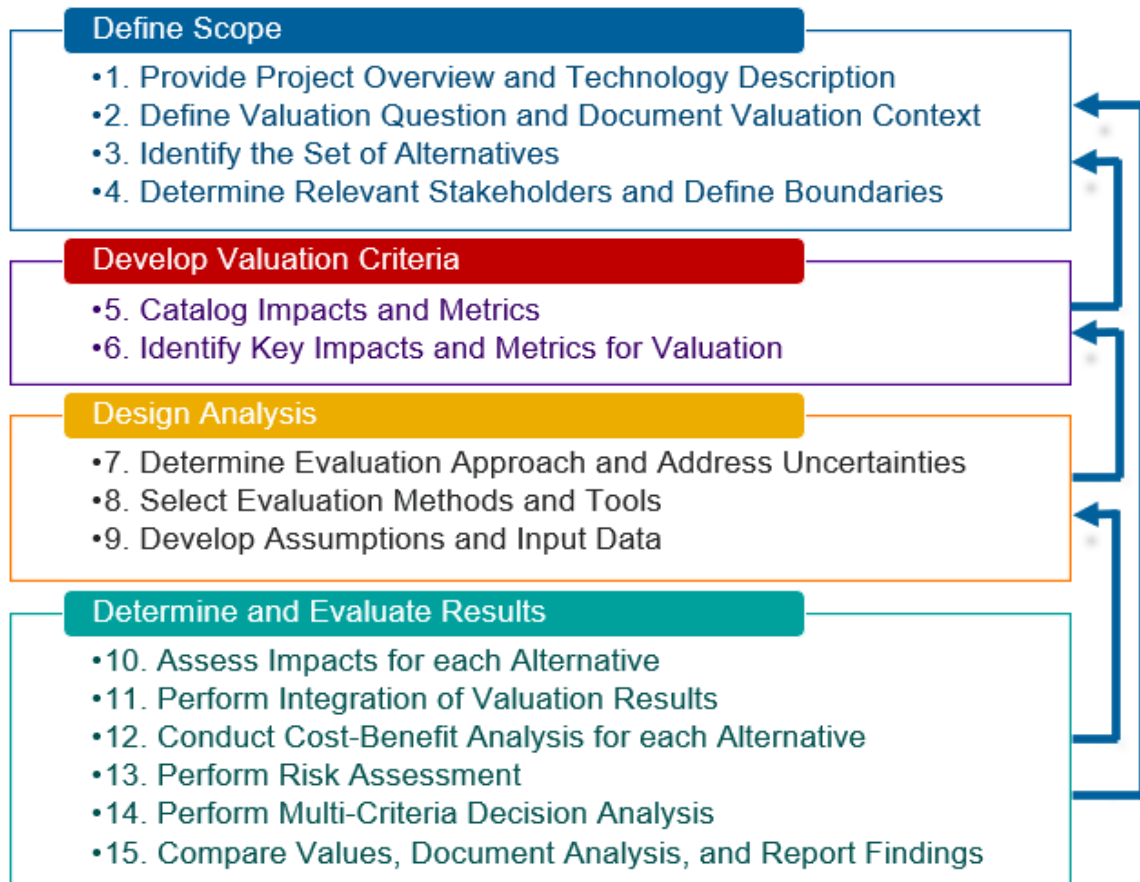 Define Scope
•1. Provide Project Overview and Technology Description
•2. Define Valuation Question and Document Valuation Context
•3. Identify the Set of Alternatives
•4. Determine Relevant Stakeholders and Define Boundaries
Develop Valuation Criteria
•5. Catalog Impacts and Metrics
•6. Identify Key Impacts and Metrics for Valuation
Design Analysis
•7. Determine Evaluation Approach and Address Uncertainties
•8. Select Evaluation Methods and Tools
•9. Develop Assumptions and Input Data
Determine and Evaluate Results
•10. Assess Impacts for each Alternative
•11. Perform Integration of Valuation Results
•12. Conduct Cost-Benefit Analysis for each Alternative
•13. Perform Risk Assessment
•14. Perform Multi-Criteria Decision Analysis
•15. Compare Values, Document Analysis, and Report Findings